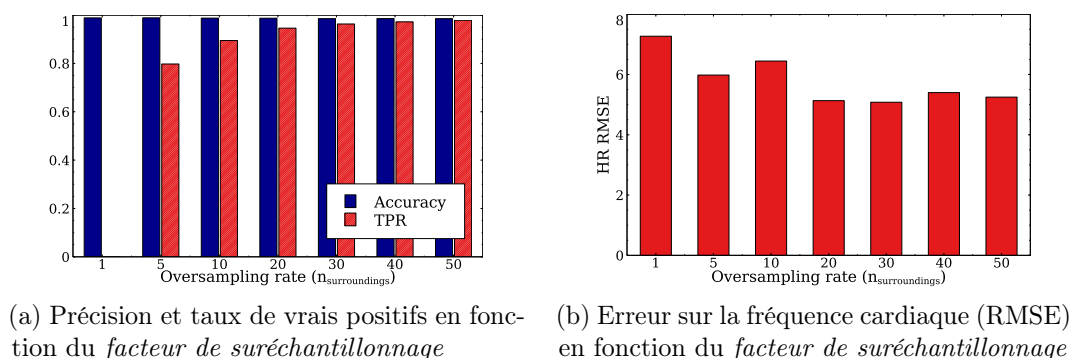 1
0.8
0.6
0.4
0.2
0
Accuracy
TPR
1 5 10 20 30 40 50
Oversampling rate (n_surroundings)
(a) Précision et taux de vrais positifs en fonc-
tion du facteur de suréchantillonnage
8
6
4
2
0
HR RMSE
1 5 10 20 30 40 50
Oversampling rate (n_surroundings)
(b) Erreur sur la fréquence cardiaque (RMSE)
en fonction du facteur de suréchantillonnage